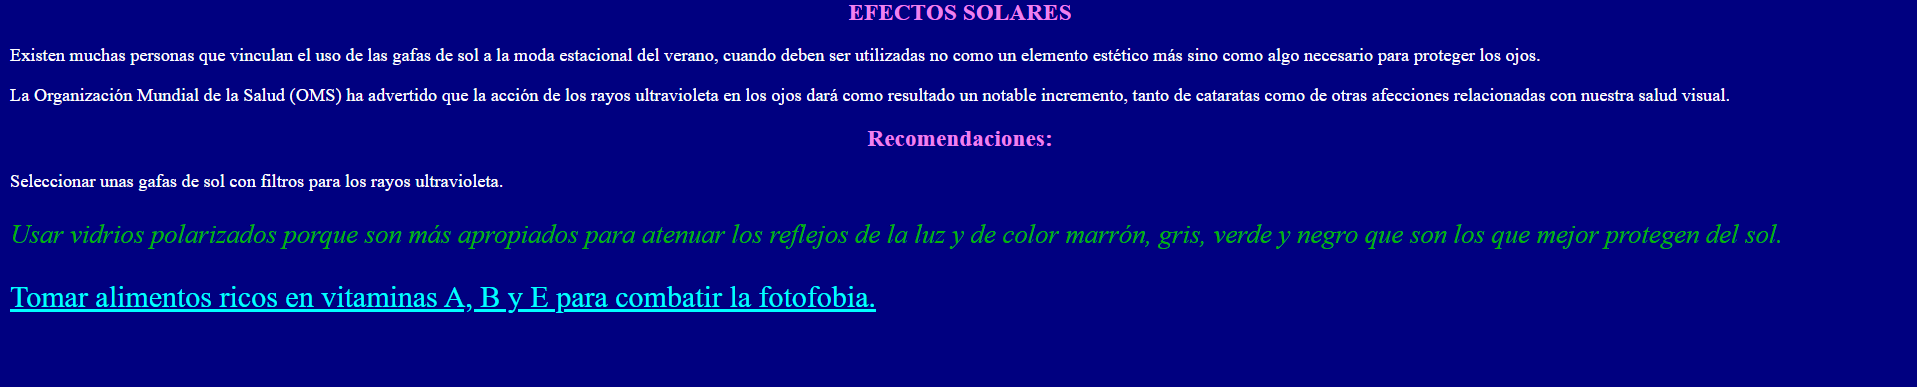 EFECTOS SOLARES
Existen muchas personas que vinculan el uso de las gafas de sol a la moda estacional del verano, cuando deben ser utilizadas no como un elemento estético más sino como algo necesario para proteger los ojos.
La Organización Mundial de la Salud (OMS) ha advertido que la acción de los rayos ultravioleta en los ojos dará como resultado un notable incremento, tanto de cataratas como de otras afecciones relacionadas con nuestra salud visual.
Recomendaciones:
Seleccionar unas gafas de sol con filtros para los rayos ultravioleta.
Usar vidrios polarizados porque son más apropiados para atenuar los reflejos de la luz y de color marrón, gris, verde y negro que son los que mejor protegen del sol.
Tomar alimentos ricos en vitaminas A, B y E para combatir la fotofobia.